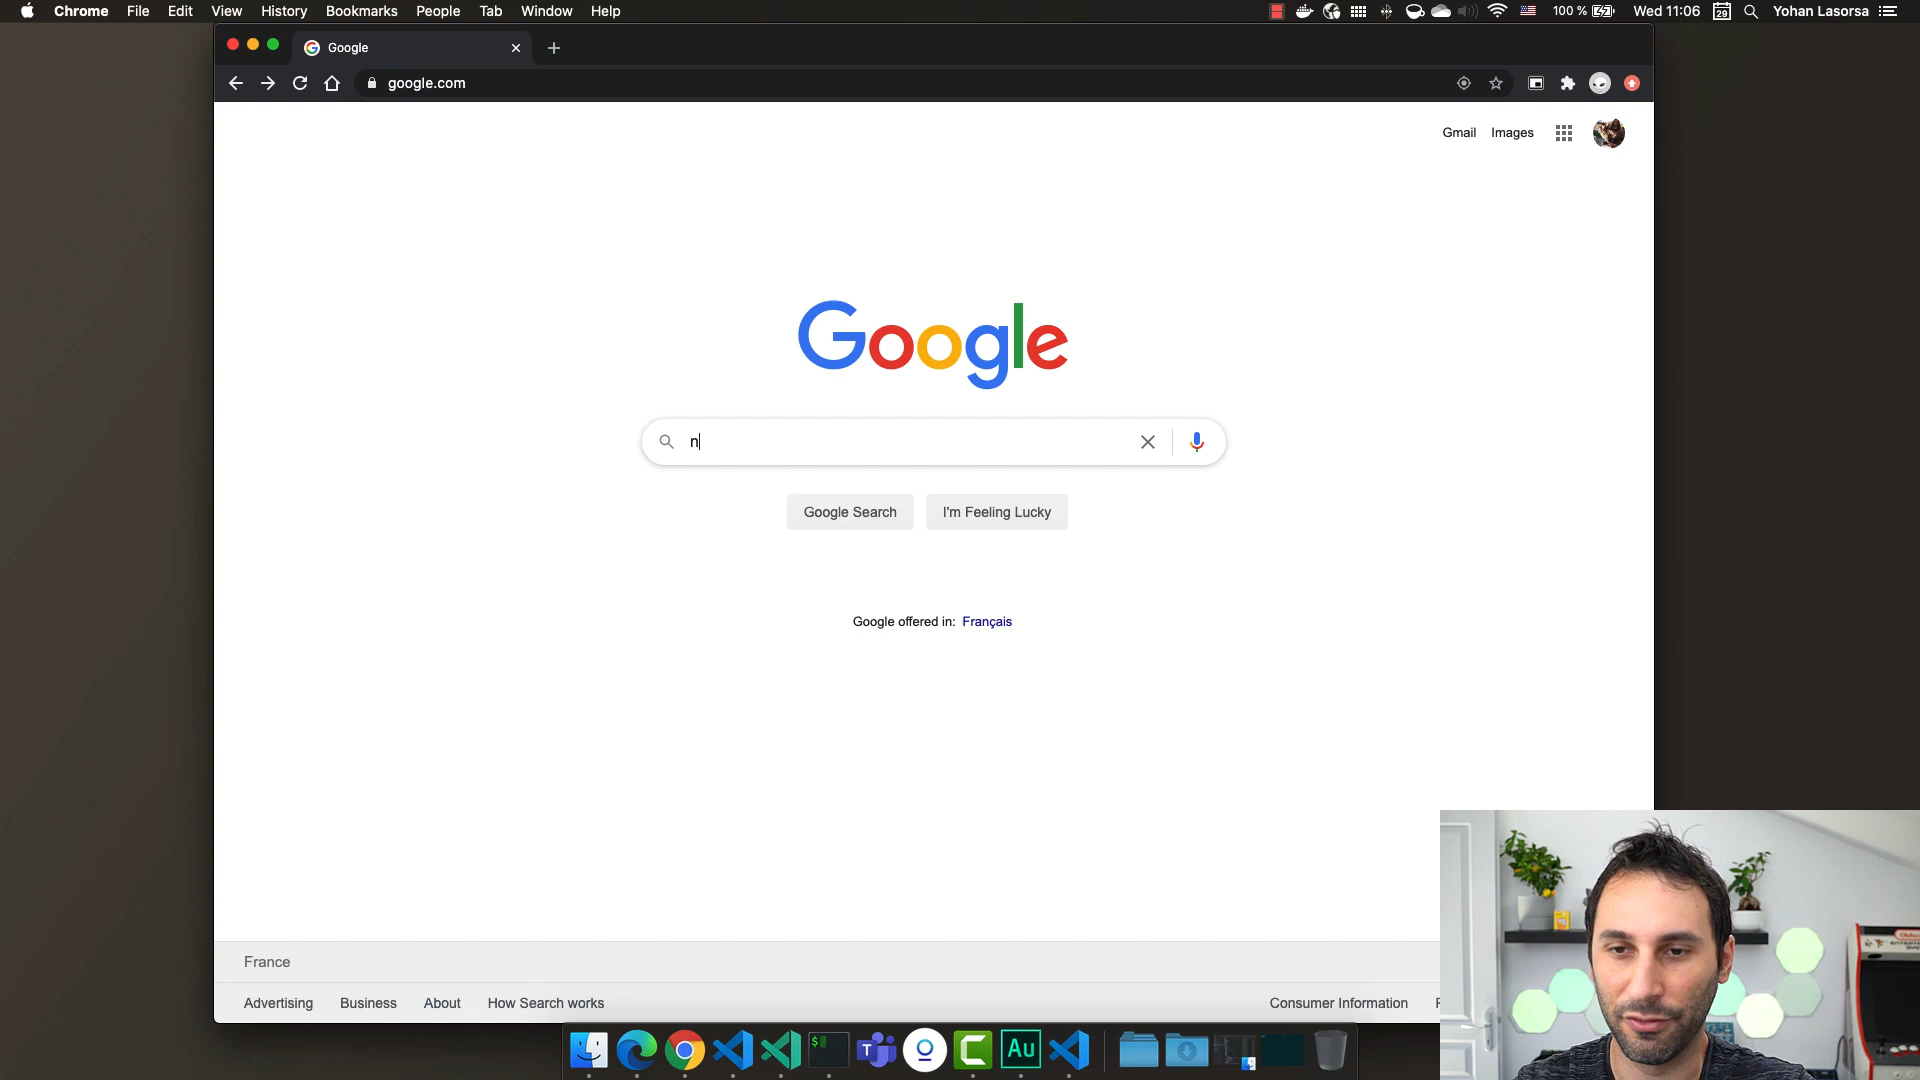 Chrome File Edit View History Bookmarks People Tab Window Help
100 % Wed 11:06 29 Yohan Lasorsa
Google
google.com
Gmail Images
Google
n
Google Search I'm Feeling Lucky
Google offered in: Français
France
Advertising Business About How Search works Consumer Information
$
T
Au